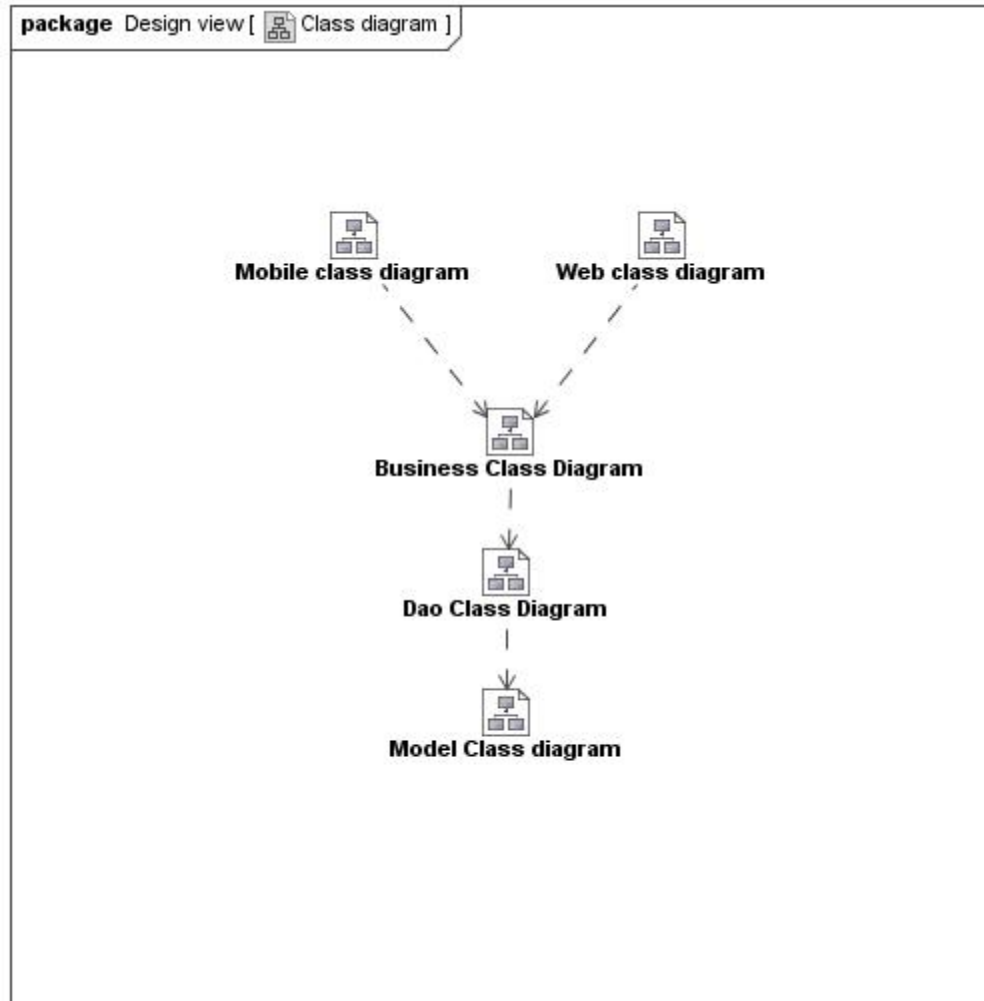 package Design view [ Class diagram ]
Mobile class diagram
Web class diagram
Business Class Diagram
Dao Class Diagram
Model Class diagram